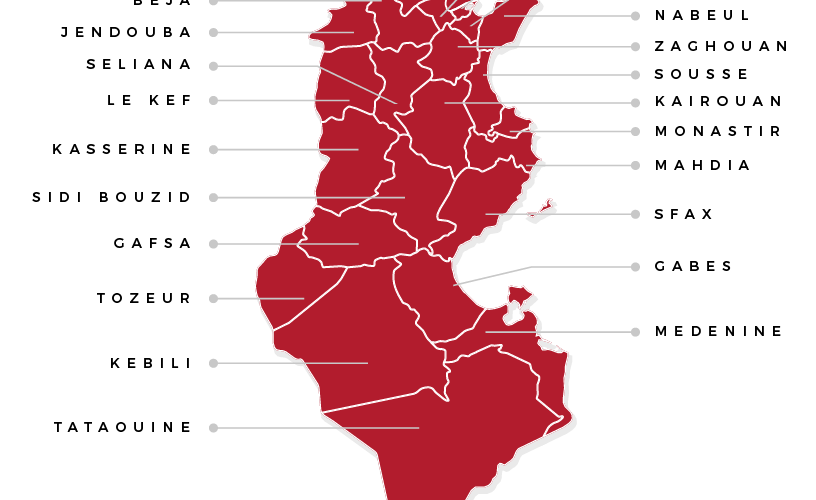 BEJA
JENDOUBA
SELIANA
LE KEF
KASSERINE
SIDI BOUZID
GAFSA
TOZEUR
KEBILI
TATAOUINE
NABEUL
ZAGHOUAN
SOUSSE
KAIROUAN
MONASTIR
MAHDIA
SFAX
GABES
MEDENINE